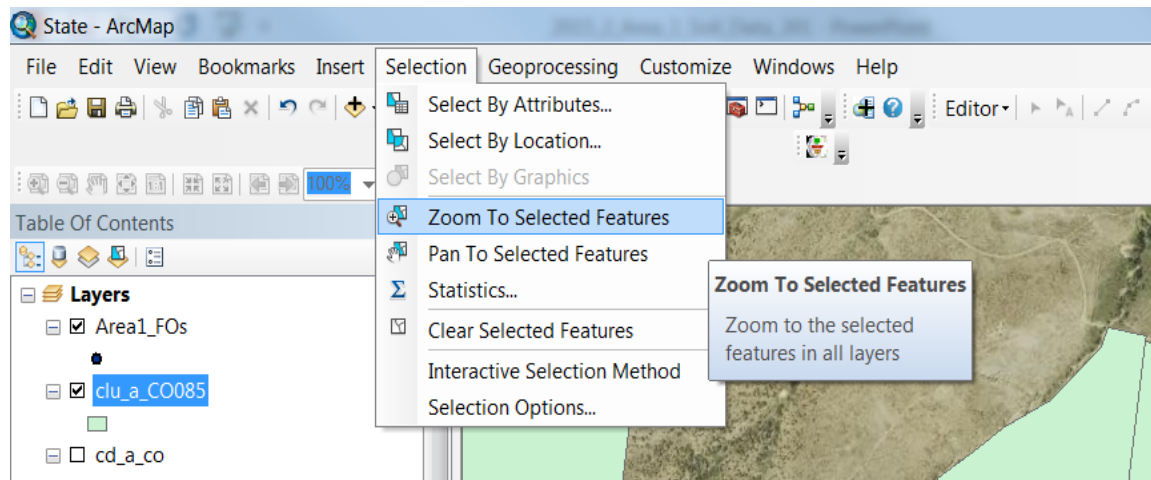 State - ArcMap
File Edit View Bookmarks Insert Selection Geoprocessing Customize Windows Help
Editor
1:1
100%
Select By Attributes...
Select By Location...
Select By Graphics
Zoom To Selected Features
Pan To Selected Features
Statistics...
Clear Selected Features
Interactive Selection Method
Selection Options...
Zoom To Selected Features
Zoom to the selected
features in all layers
Table Of Contents
Layers
Area1_FOs
clu_a_CO085
cd_a_co